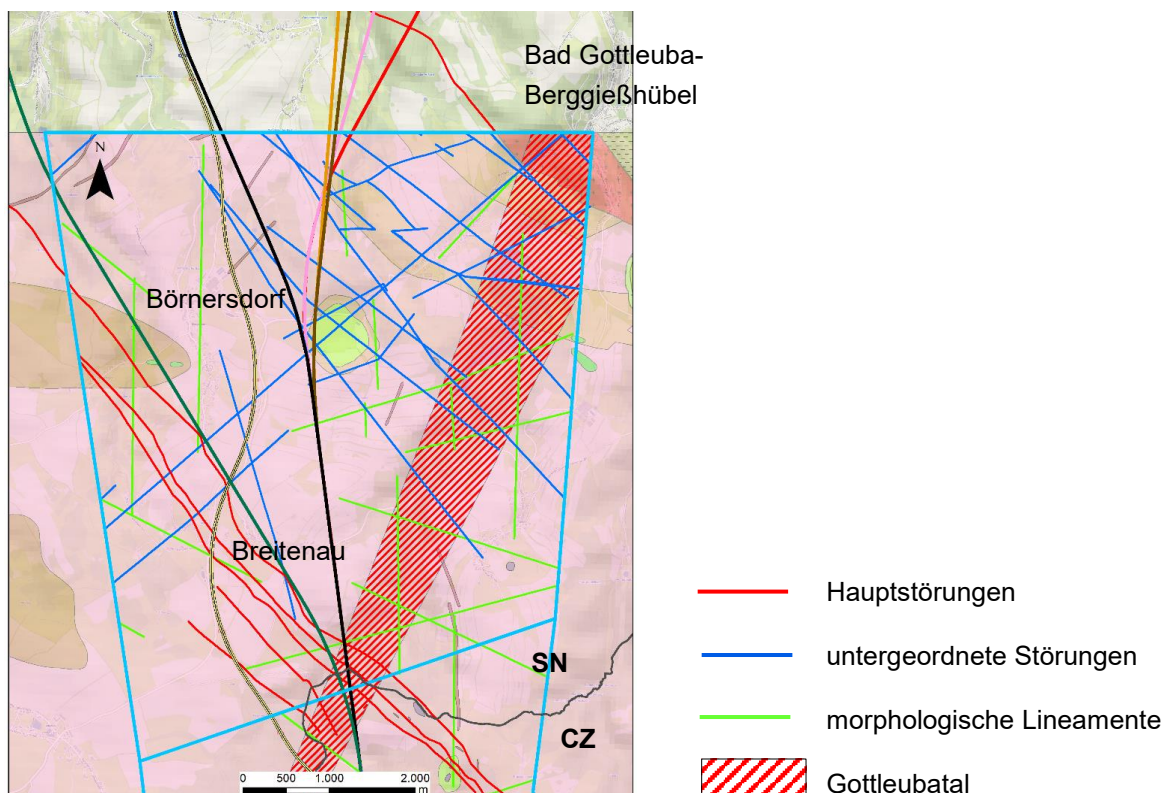 Bad Gottleuba-
Berggießhübel
N
Börnersdorf
Breitenau
SN
CZ
0 500 1.000 2.000
m
Hauptstörungen
untergeordnete Störungen
morphologische Lineamente
Gottleubatal